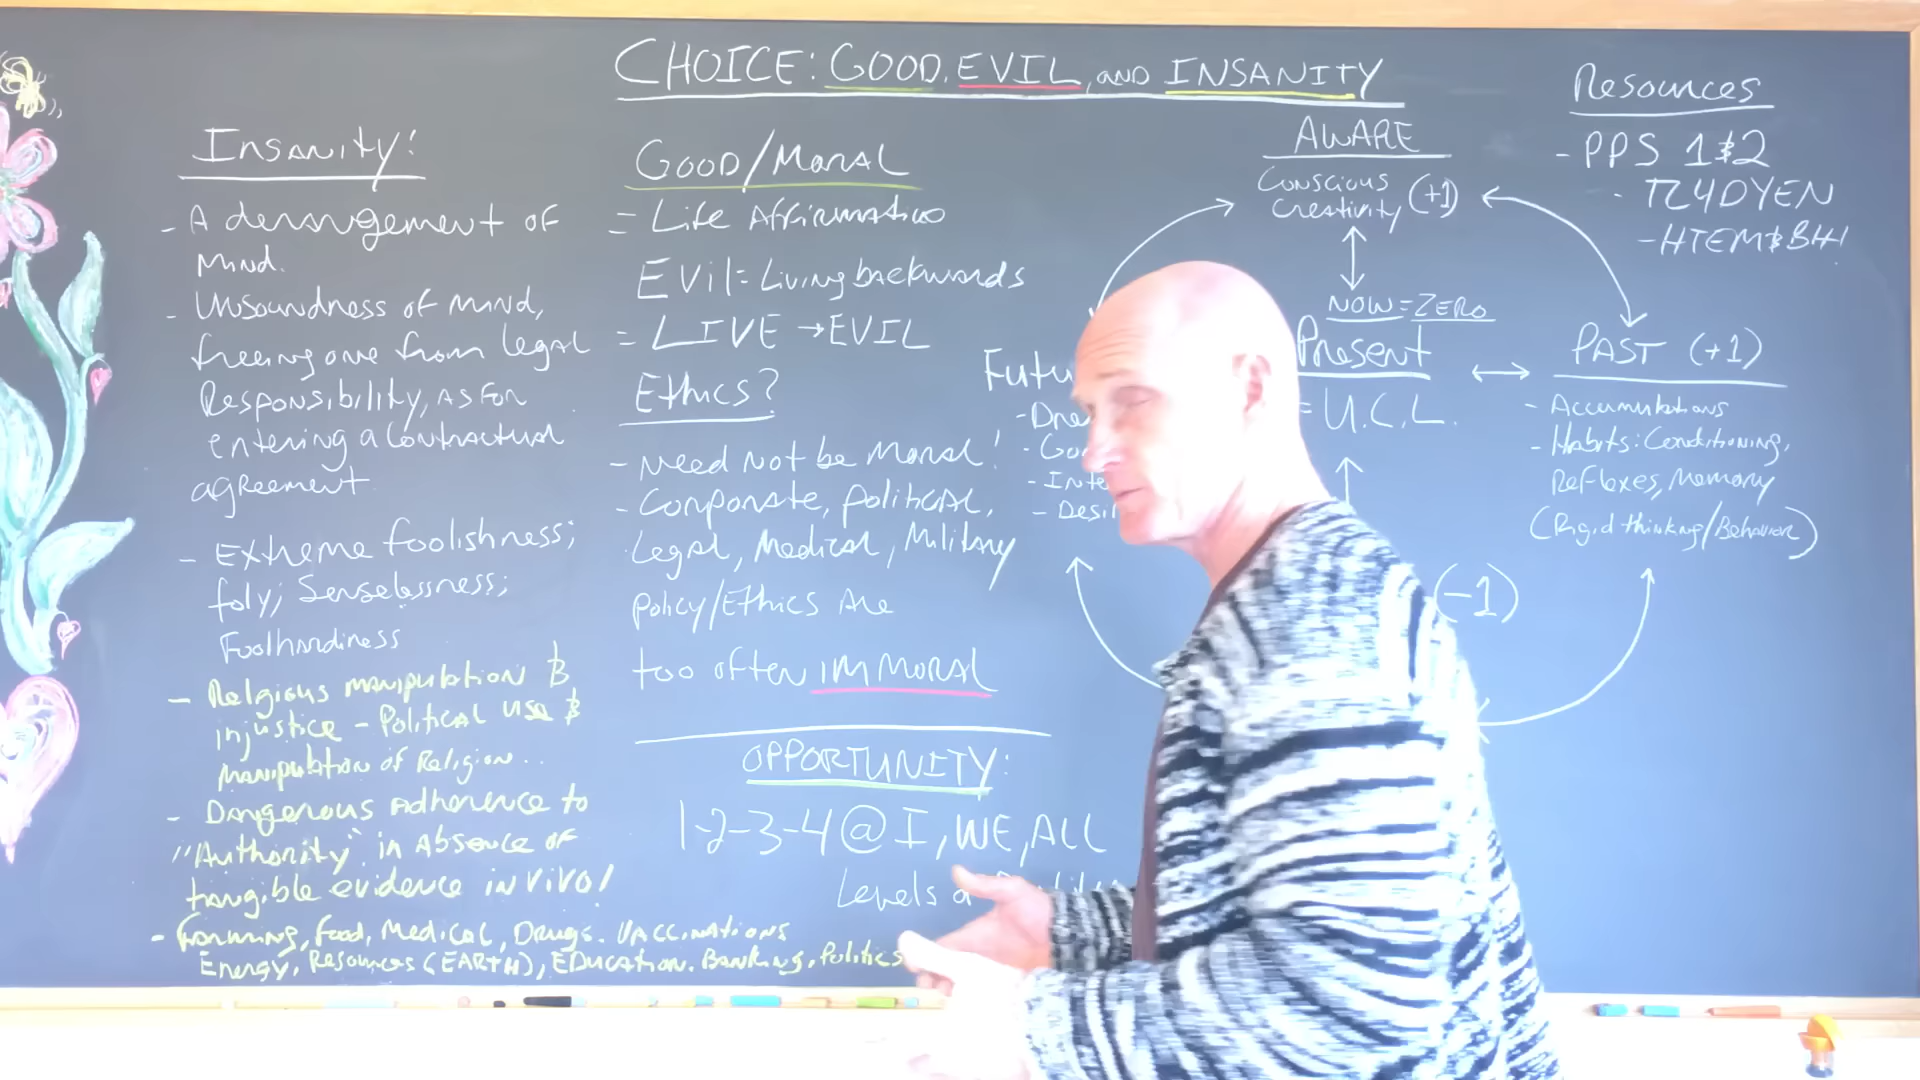 CHOICE: GOOD, EVIL, AND INSANITY
Insanity!
- A derangement of
mind.
- Unsoundness of mind,
freeing one from legal
Responsibility, as for
entering a contractual
agreement
- Extreme foolishness;
foly; Senselessness;
Foolhardiness
- Religious manipulation &
injustice - Political use &
manipulation of Religion..
- Dangerous adherence to
"Authority" in absence of
tangible evidence in vivo!
- Farming, Food, Medical, Drugs. Vaccinations
Energy, Resources (EARTH), Education. Banking, Politics
Good/Moral
= Life Affirmative
Evil = Living backwards
= LIVE → EVIL
Ethics?
- Need Not be Moral!
- Corporate, political,
Legal, Medical, Military
policy/Ethics are
too often IMMORAL
OPPORTUNITY:
1-2-3-4 @ I, WE, ALL
Levels
AWARE
Conscious
Creativity (+1)
NOW = ZERO
Present
= U.C.L.
(-1)
PAST (+1)
- Accumulations
- Habits: Conditioning,
Reflexes, Memory
(Rigid thinking/Behavior)
Resources
- PPS 1&2
- TL4DYEN
- HTEM&BH!